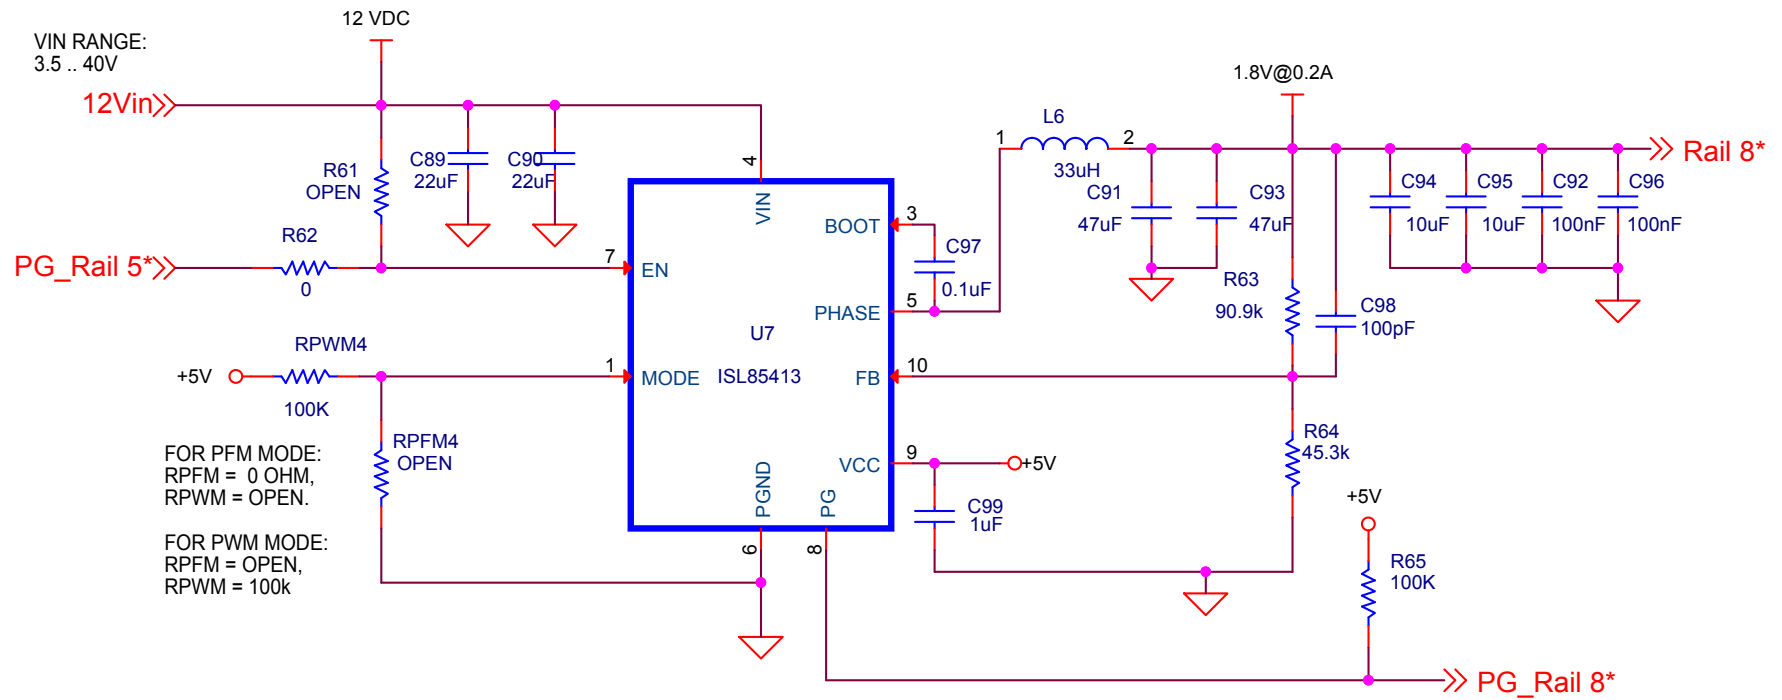 12 VDC
VIN RANGE:
3.5 .. 40V
12Vin
R61
OPEN
C89
22uF
C90
22uF
R62
0
PG_Rail 5*
4
VIN
7
EN
BOOT
3
C97
0.1uF
PHASE
5
U7
ISL85413
RPWM4
+5V
100K
1
MODE
FB
10
RPFM4
OPEN
FOR PFM MODE:
RPFM = 0 OHM,
RPWM = OPEN.
FOR PWM MODE:
RPFM = OPEN,
RPWM = 100k
PGND
6
PG
8
VCC
9
+5V
C99
1uF
1.8V@0.2A
L6
1
2
33uH
Rail 8*
C91
47uF
C93
47uF
C94
10uF
C95
10uF
C92
100nF
C96
100nF
R63
90.9k
C98
100pF
R64
45.3k
+5V
R65
100K
PG_Rail 8*